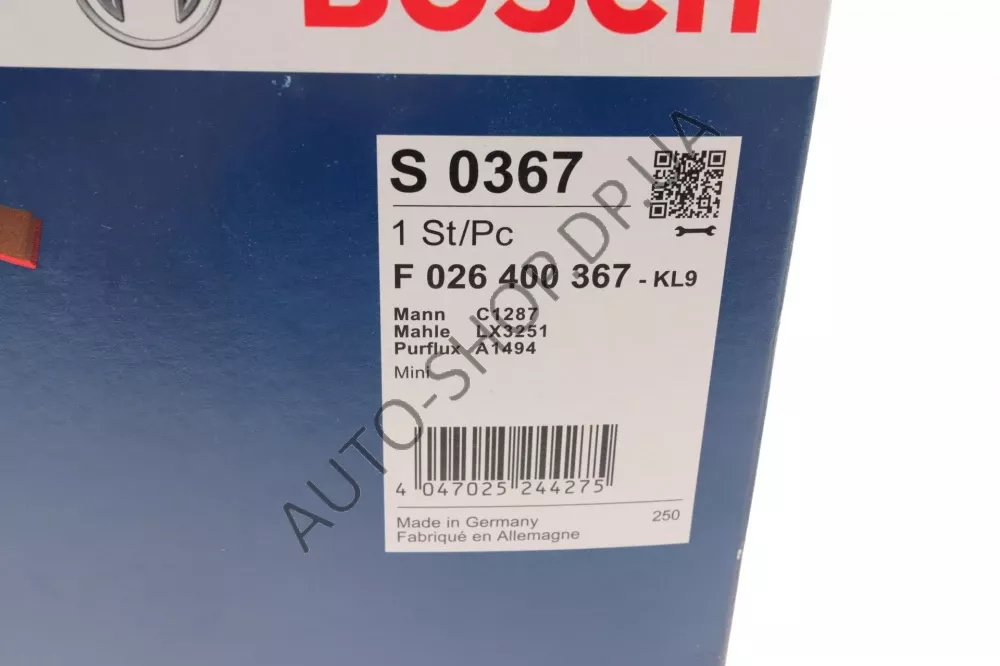 BOSCH
S 0367
1 St/Pc
F 026 400 367 - KL9
Mann C1287
Mahle LX3251
Purflux A1494
Mini
4 047025 244275
Made in Germany 250
Fabriqué en Allemagne
AUTO-SHOP.DP.UA